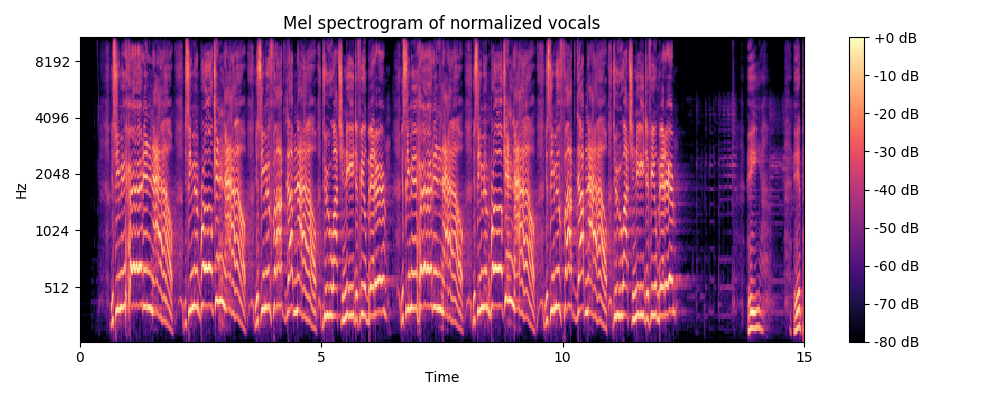 Mel spectrogram of normalized vocals
8192
4096
2048
1024
512
Hz
0
5
10
15
Time
+0 dB
-10 dB
-20 dB
-30 dB
-40 dB
-50 dB
-60 dB
-70 dB
-80 dB